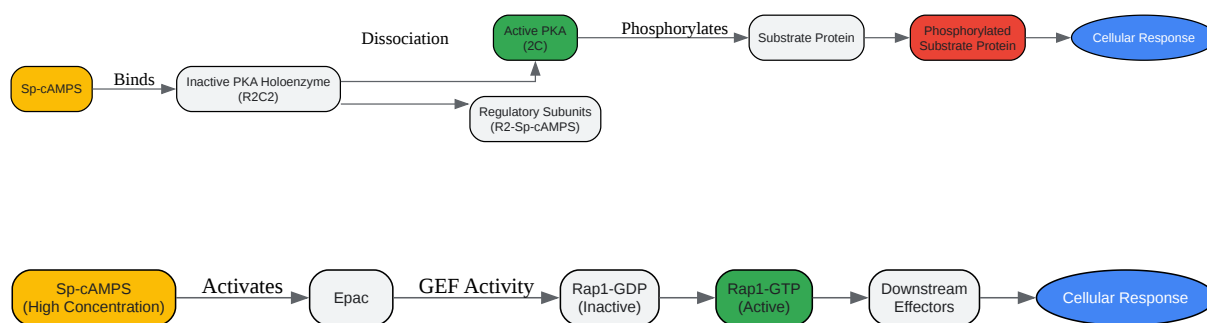 Dissociation
Active PKA
(2C)
Phosphorylates
Substrate Protein
Phosphorylated
Substrate Protein
Cellular Response
Sp-cAMPS
Binds
Inactive PKA Holoenzyme
(R2C2)
Regulatory Subunits
(R2-Sp-cAMPS)
Sp-cAMPS
(High Concentration)
Activates
Epac
GEF Activity
Rap1-GDP
(Inactive)
Rap1-GTP
(Active)
Downstream
Effectors
Cellular Response